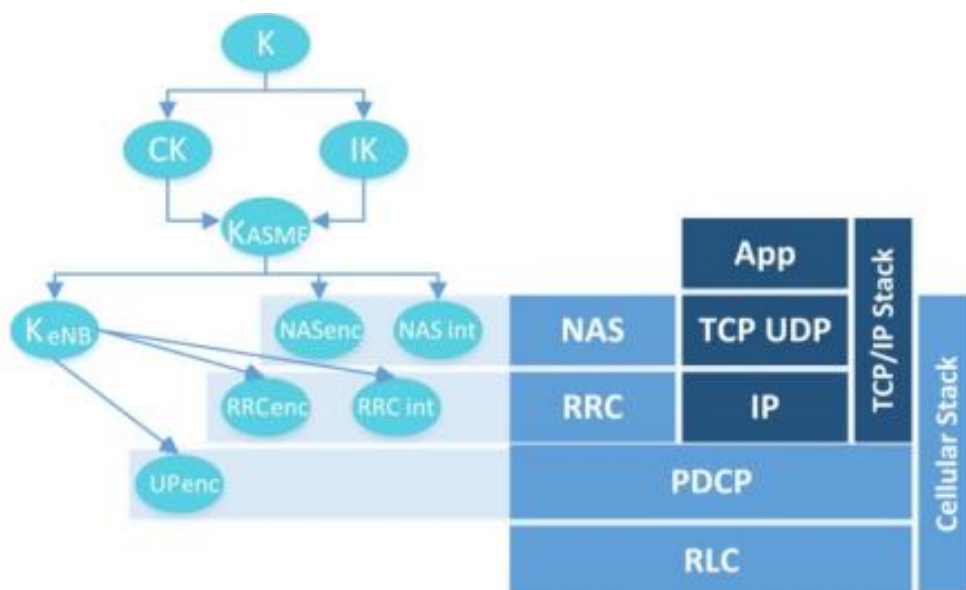 K
CK
IK
KASME
KeNB
NASenc
NAS int
RRCenc
RRC int
UPenc
NAS
RRC
App
TCP UDP
IP
PDCP
RLC
TCP/IP Stack
Cellular Stack